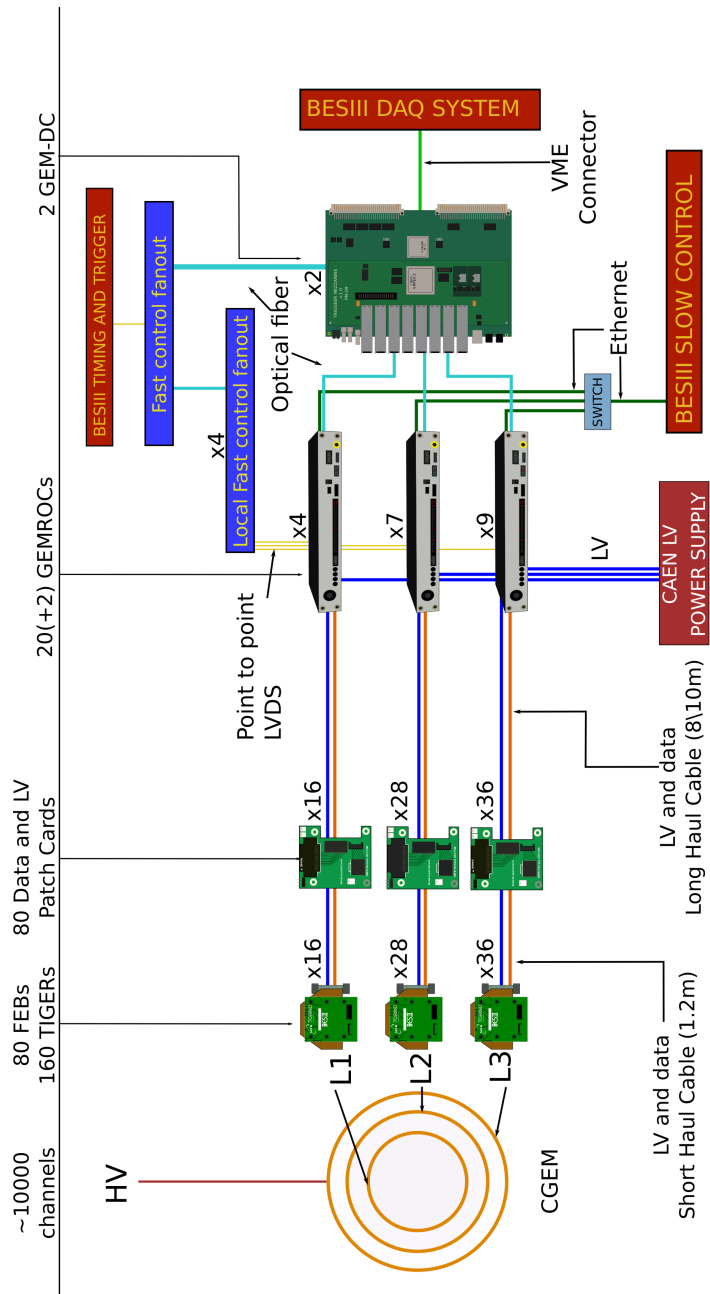 ~10000
channels
80 FEBs
160 TIGERs
80 Data and LV
Patch Cards
20(+2) GEMROCs
2 GEM-DC
HV
CGEM
L1
L2
L3
x16
x28
x36
x16
x28
x36
LV and data
Short Haul Cable (1.2m)
LV and data
Long Haul Cable (8\10m)
Point to point
LVDS
x4
x7
x9
LV
CAEN LV
POWER SUPPLY
x4
Local Fast control fanout
Fast control fanout
BESIII TIMING AND TRIGGER
Optical fiber
x2
SWITCH
Ethernet
BESIII SLOW CONTROL
VME
Connector
BESIII DAQ SYSTEM